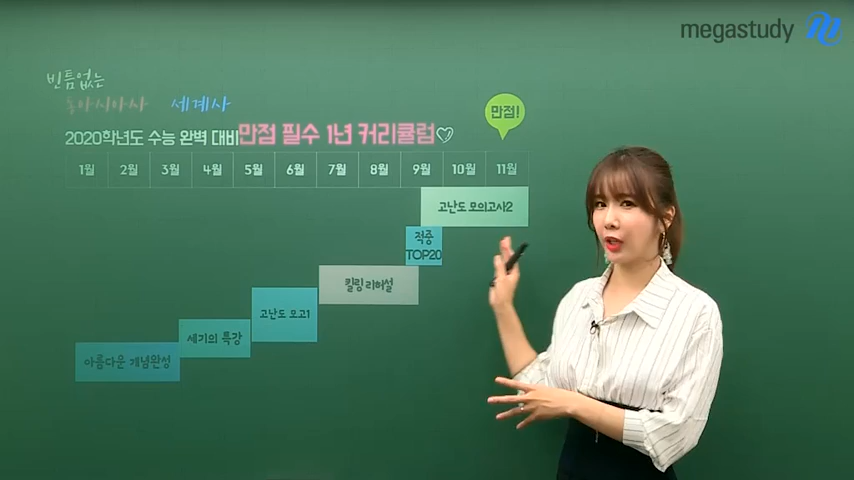 megastudy
빈틈없는
동아시아사 세계사
2020학년도 수능 완벽 대비 만점 필수 1년 커리큘럼♡
만점!
1월 2월 3월 4월 5월 6월 7월 8월 9월 10월 11월
고난도 모의고사2
적중
TOP20
킬링 리허설
고난도 모고1
세기의 특강
아름다운 개념완성